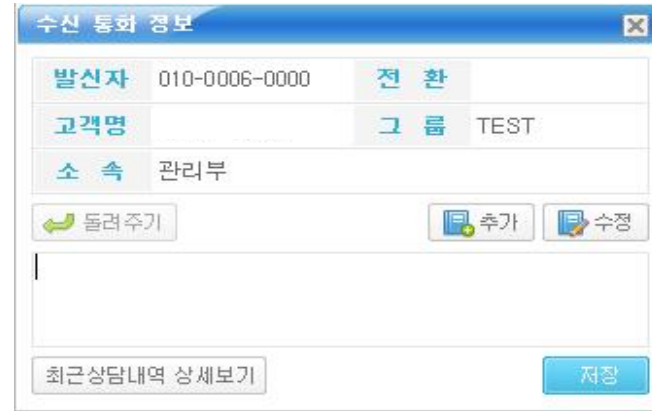 수신 통화 정보
발신자 010-0006-0000 전 환
고객명 그 룹 TEST
소 속 관리부
돌려주기 추가 수정
최근상담내역 상세보기 저장